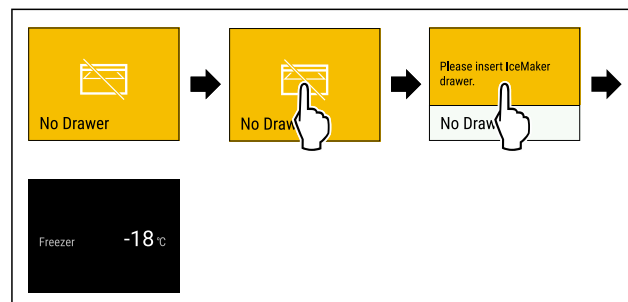 No Drawer
No Draw
Please insert IceMaker
drawer.
No Draw
Freezer -18 °C